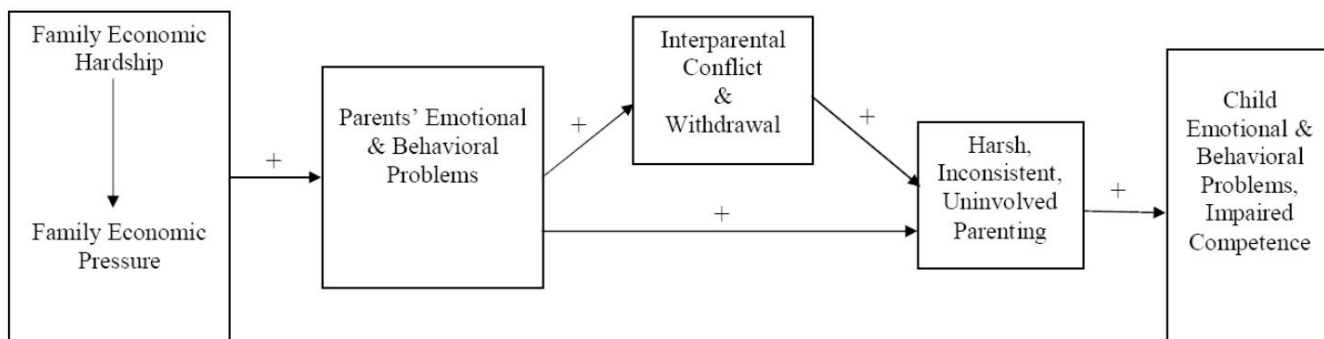 Family Economic
Hardship
Family Economic
Pressure
+
Parents’ Emotional
& Behavioral
Problems
+
+
Interparental
Conflict
&
Withdrawal
+
Harsh,
Inconsistent,
Uninvolved
Parenting
+
Child
Emotional &
Behavioral
Problems,
Impaired
Competence